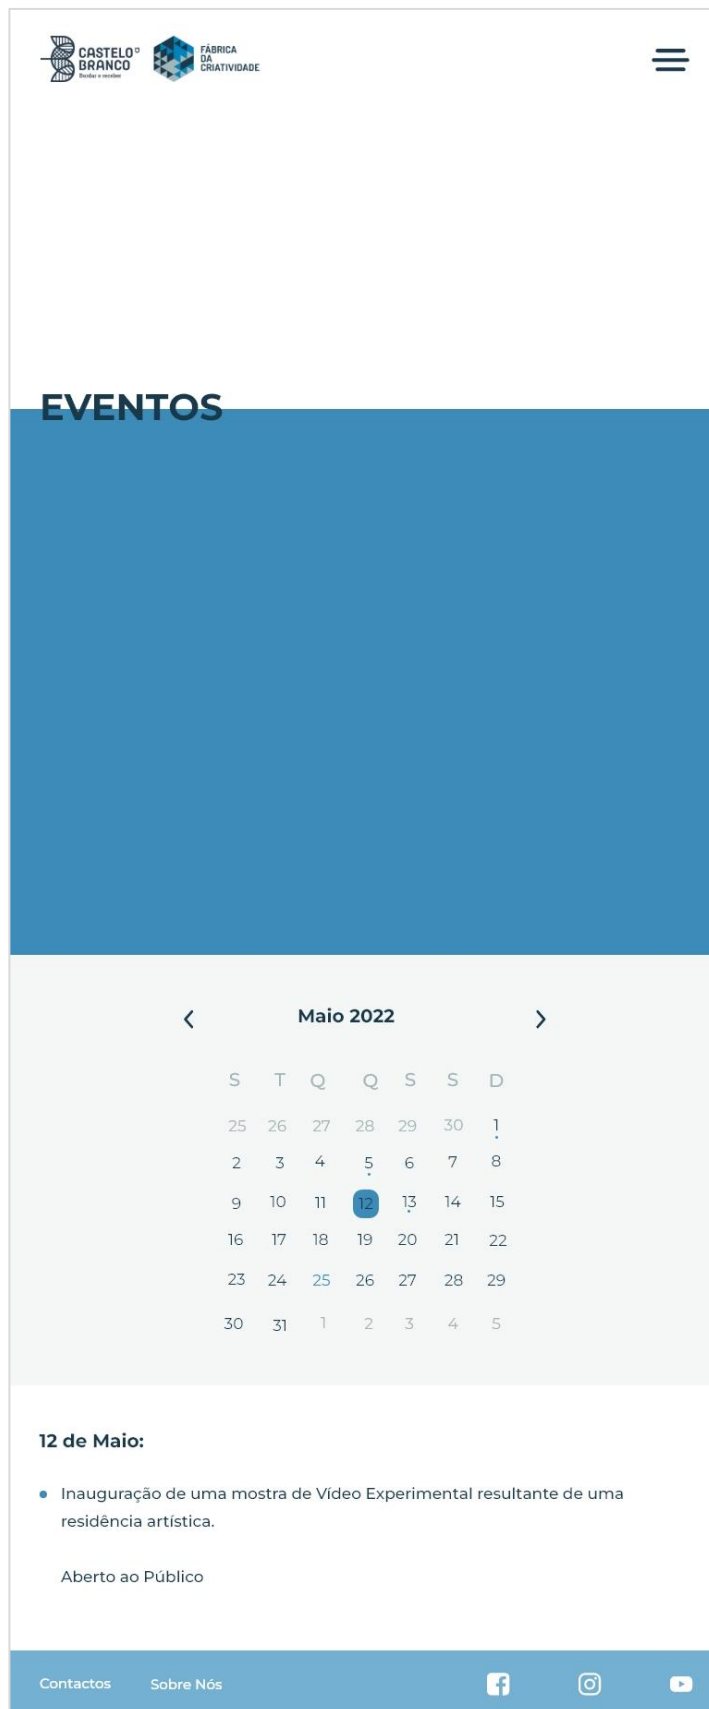 CASTELO
BRANCO
Bordar o receber
FÁBRICA
DA
CRIATIVIDADE
EVENTOS
Maio 2022
S T Q Q S S D
25 26 27 28 29 30 1
2 3 4 5 6 7 8
9 10 11 12 13 14 15
16 17 18 19 20 21 22
23 24 25 26 27 28 29
30 31 1 2 3 4 5
12 de Maio:
Inauguração de uma mostra de Vídeo Experimental resultante de uma
residência artística.
Aberto ao Público
Contactos Sobre Nós